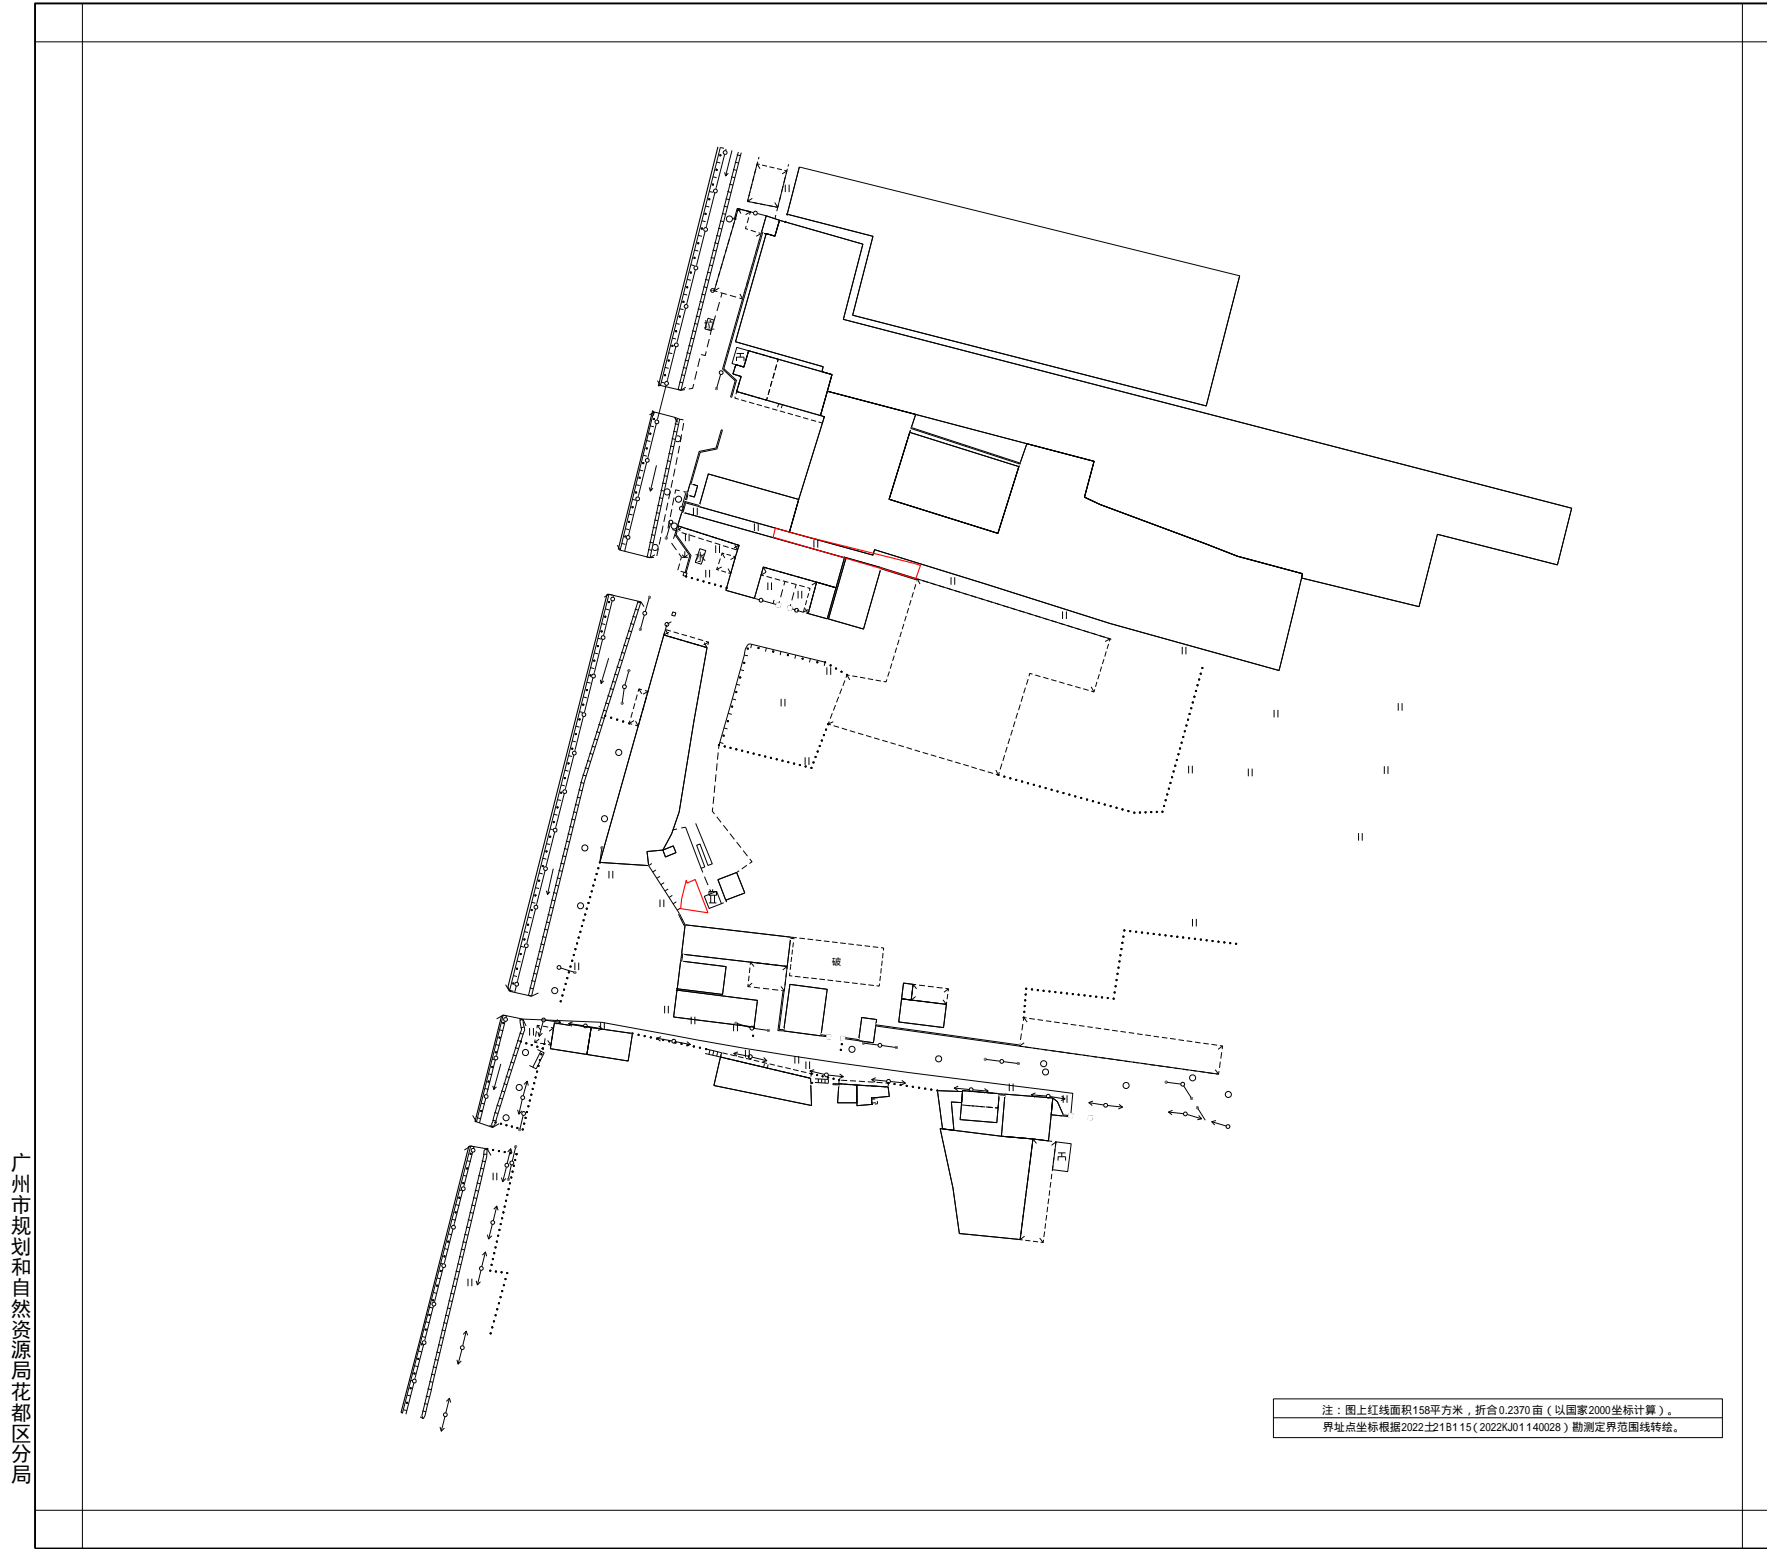 广州市规划和自然资源局花都区分局
破
注：图上红线面积158平方米，折合0.2370亩（以国家2000坐标计算）。
界址点坐标根据2022土21B115（2022KJ01140028）勘测定界范围线转绘。